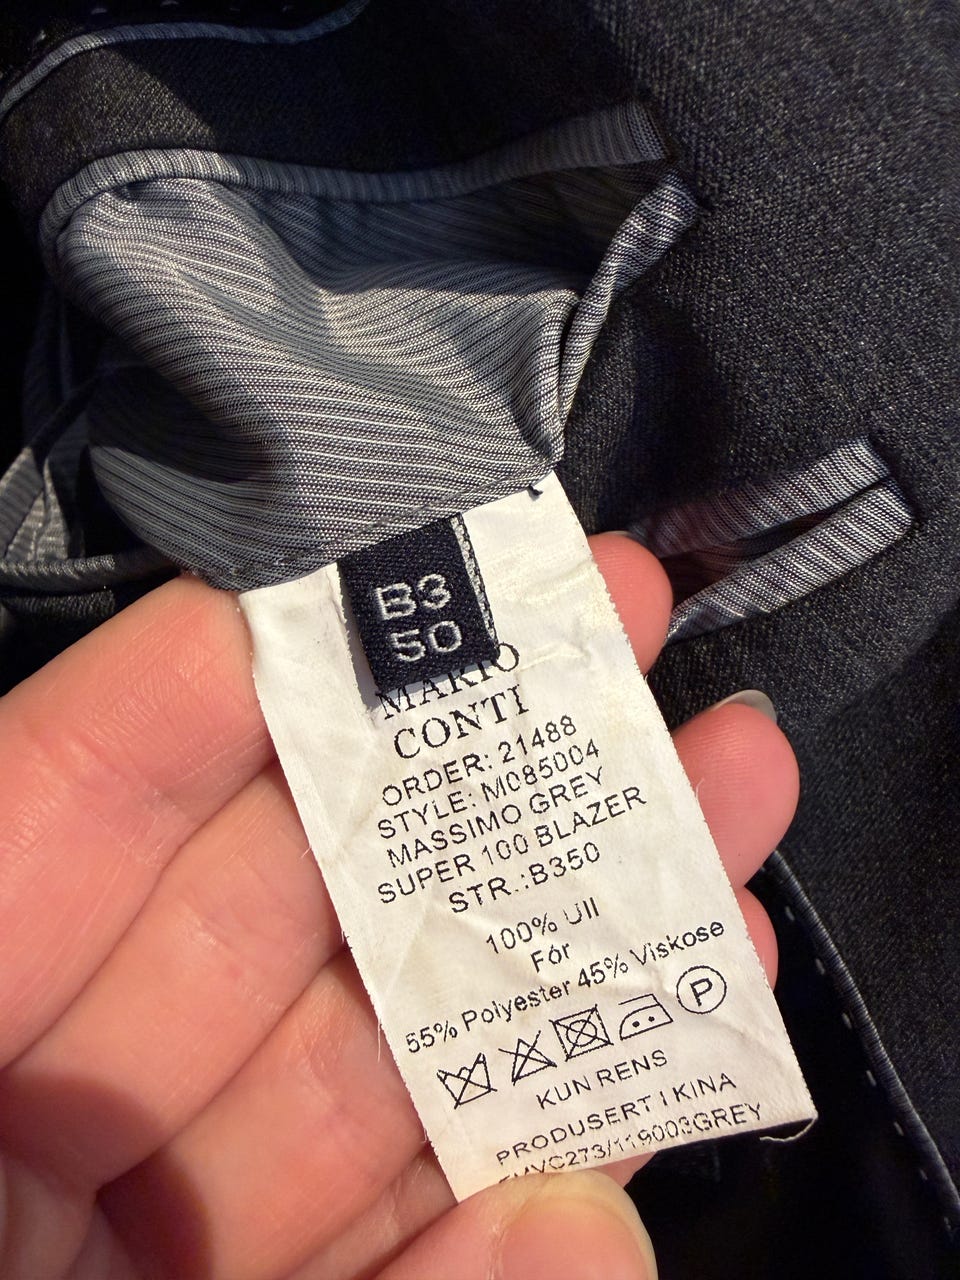 B3
50
MARIO
CONTI
ORDER: 21488
STYLE: M085004
MASSIMO GREY
SUPER 100 BLAZER
STR.:B350
100% Ull
Fór
55% Polyester 45% Viskose
P
KUN RENS
PRODUSERT I KINA